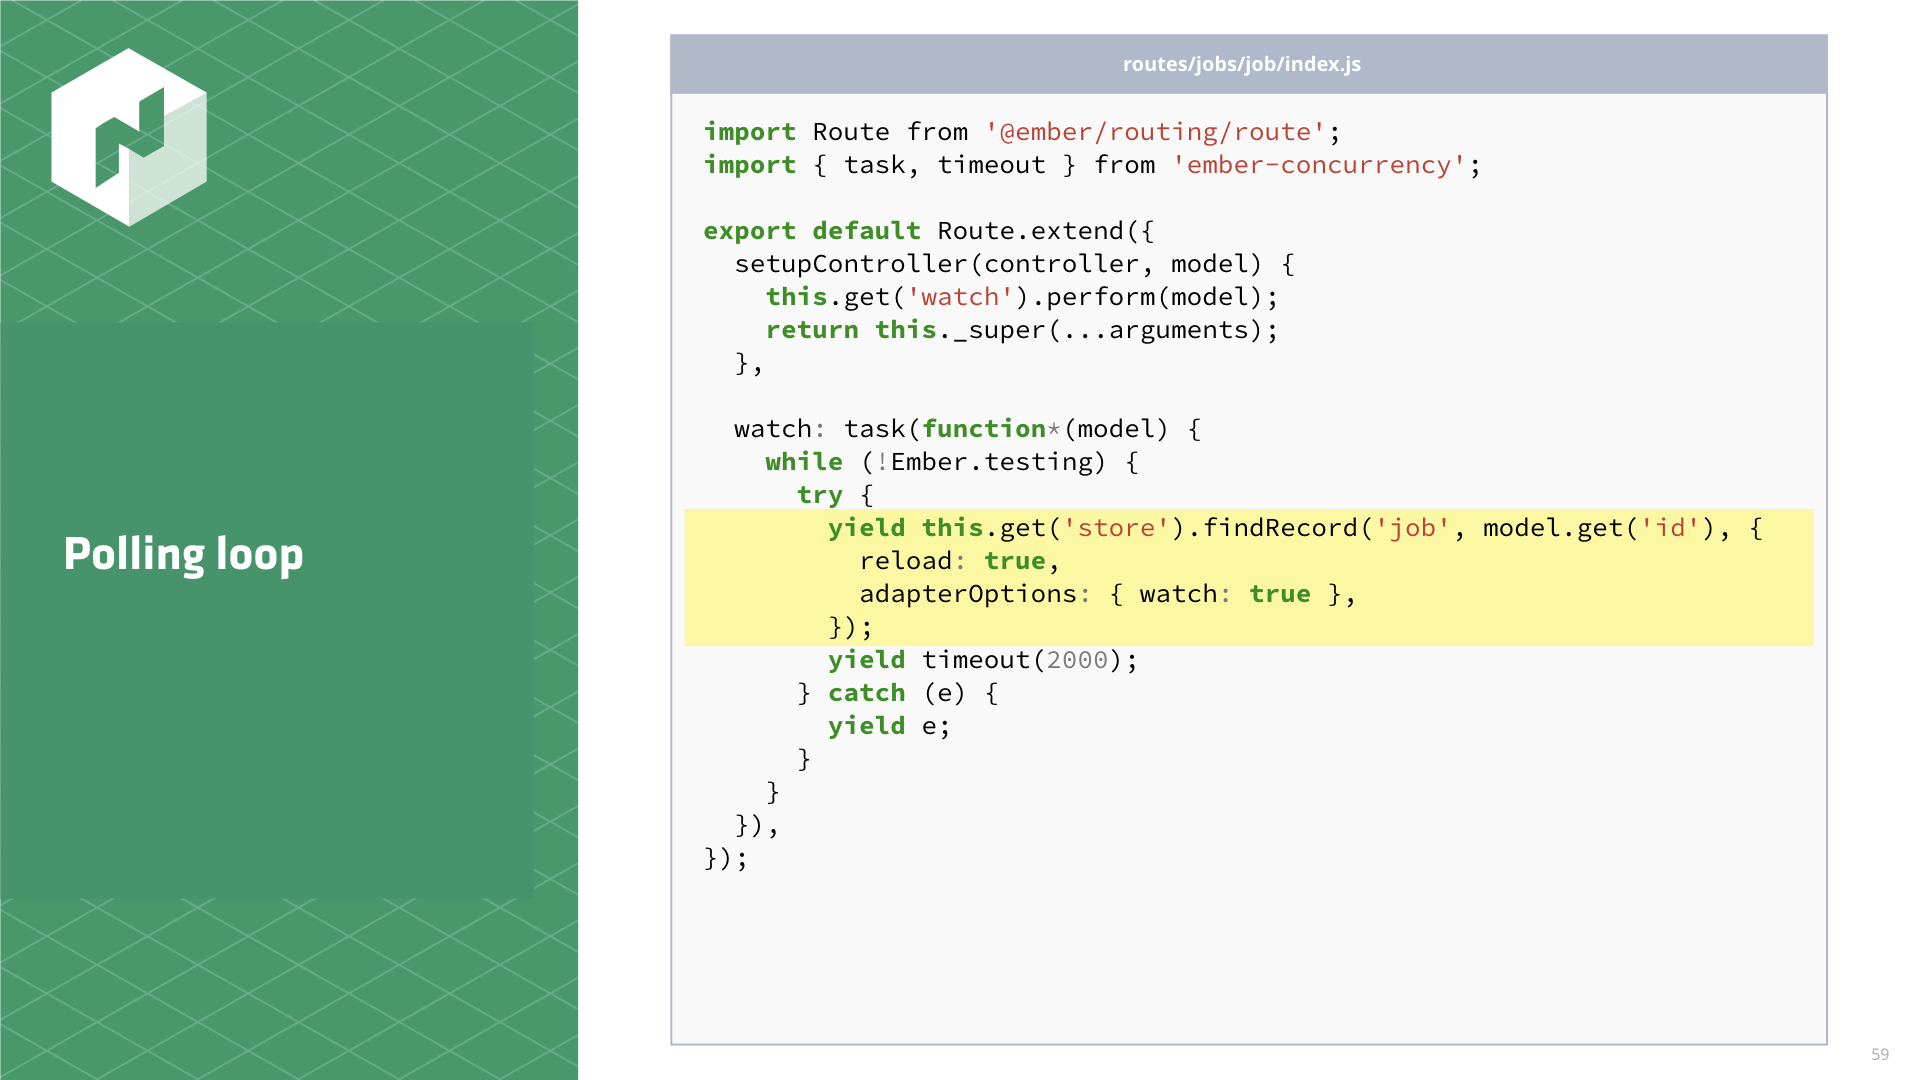 Polling loop
routes/jobs/job/index.js
import Route from '@ember/routing/route';
import { task, timeout } from 'ember-concurrency';

export default Route.extend({
  setupController(controller, model) {
    this.get('watch').perform(model);
    return this._super(...arguments);
  },

  watch: task(function*(model) {
    while (!Ember.testing) {
      try {
        yield this.get('store').findRecord('job', model.get('id'), {
          reload: true,
          adapterOptions: { watch: true },
        });
        yield timeout(2000);
      } catch (e) {
        yield e;
      }
    }
  }),
});
59